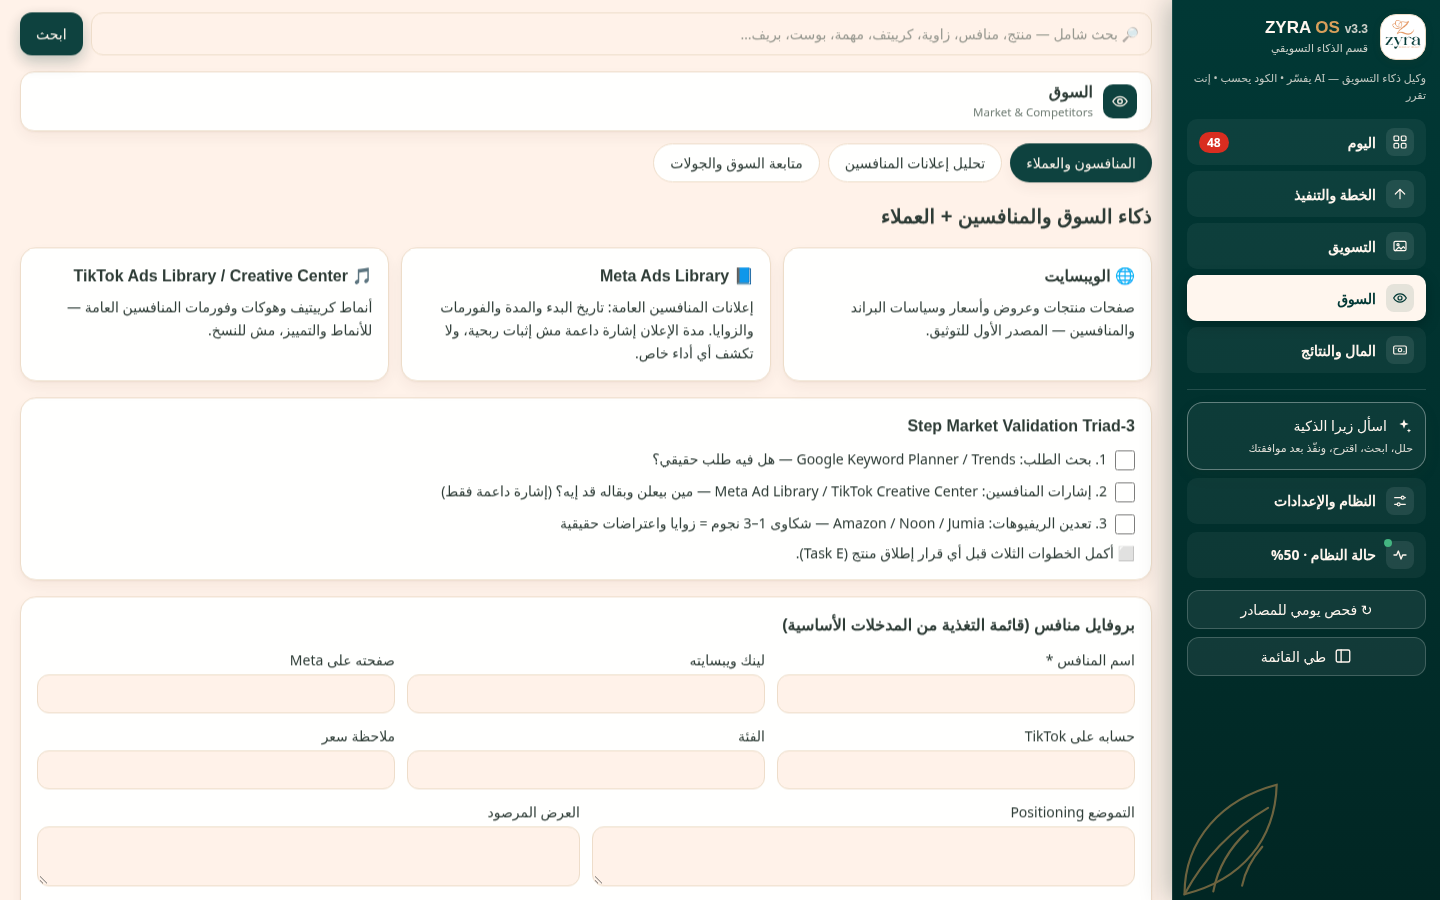 ZYRA OS v3.3
قسم الذكاء التسويقي
zyra
وكيل ذكاء التسويق — AI يفسّر • الكود يحسب • إنت
تقرر
اليوم
48
الخطة والتنفيذ
التسويق
السوق
المال والنتائج
اسأل زيرا الذكية
حلل، ابحث، اقترح، ونفّذ بعد موافقتك
النظام والإعدادات
حالة النظام · 50%
↻ فحص يومي للمصادر
طي القائمة
🔎 بحث شامل — منتج، منافس، زاوية، كرييتف، مهمة، بوست، بريف...
ابحث
السوق
Market & Competitors
المنافسون والعملاء
تحليل إعلانات المنافسين
متابعة السوق والجولات
ذكاء السوق والمنافسين + العملاء
🌐 الويبسايت
صفحات منتجات وعروض وأسعار وسياسات البراند
والمنافسين — المصدر الأول للتوثيق.
📘 Meta Ads Library
إعلانات المنافسين العامة: تاريخ البدء والمدة والفورمات
والزوايا. مدة الإعلان إشارة داعمة مش إثبات ربحية، ولا
تكشف أي أداء خاص.
🎵 TikTok Ads Library / Creative Center
أنماط كرييتيف وهوكات وفورمات المنافسين العامة —
للأنماط والتمييز، مش للنسخ.
Step Market Validation Triad-3
1. بحث الطلب: Google Keyword Planner / Trends — هل فيه طلب حقيقي؟
2. إشارات المنافسين: Meta Ad Library / TikTok Creative Center — مين بيعلن وبقاله قد إيه؟ (إشارة داعمة فقط)
3. تعدين الريفيوهات: Amazon / Noon / Jumia — شكاوى 1–3 نجوم = زوايا واعتراضات حقيقية
⬜ أكمل الخطوات الثلاث قبل أي قرار إطلاق منتج (Task E).
بروفايل منافس (قائمة التغذية من المدخلات الأساسية)
اسم المنافس *
لينك ويبسايته
صفحته على Meta
حسابه على TikTok
الفئة
ملاحظة سعر
التموضع Positioning
العرض المرصود